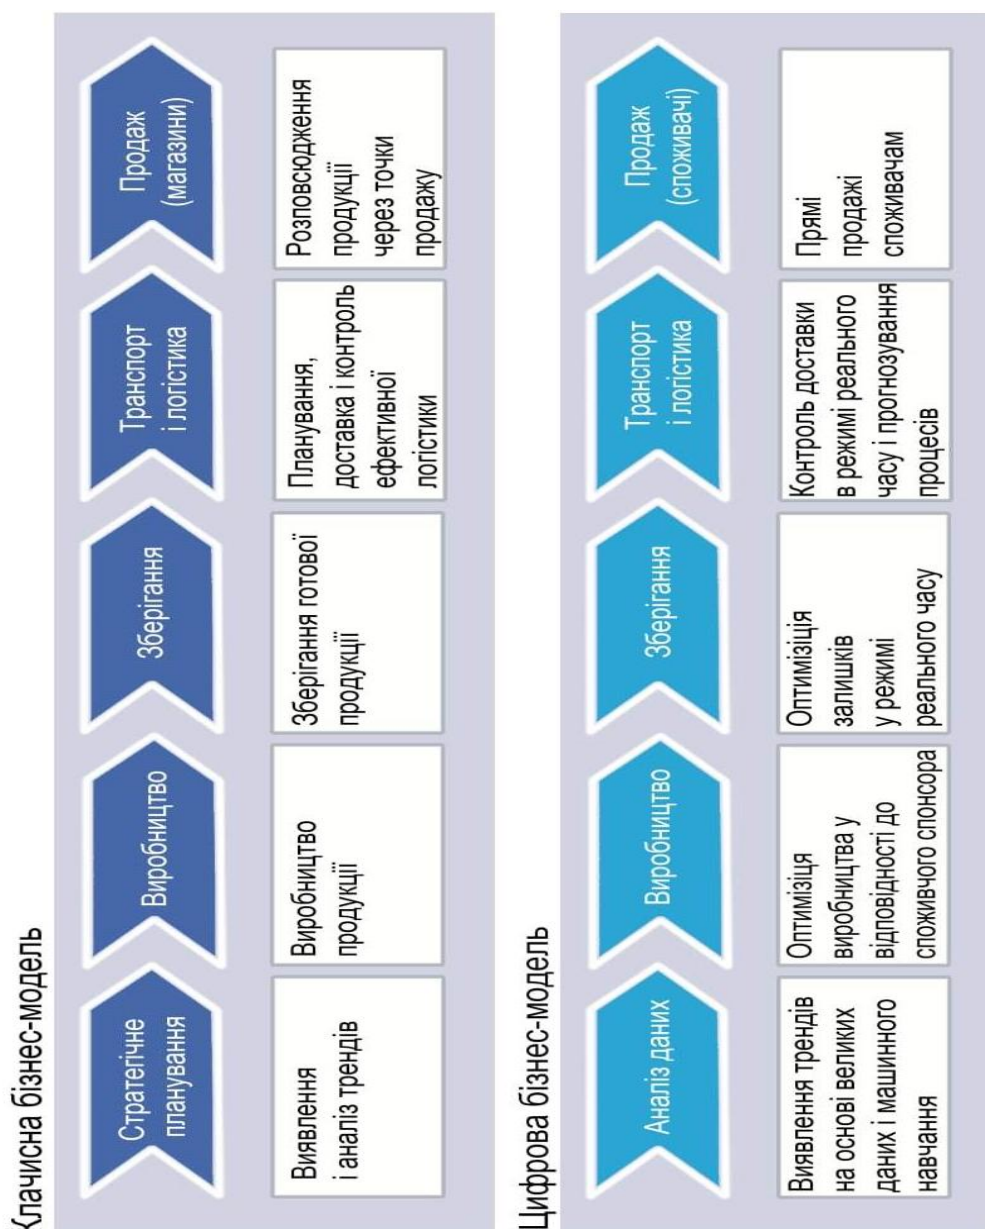 Клачисна бізнес-модель
Стратегічне
планування
Виробництво
Зберігання
Транспорт
і логістика
Продаж
(магазини)
Виявлення
і аналіз трендів
Виробництво
продукції
Зберігання готової
продукції
Планування,
доставка і контроль
ефективної
логістики
Розповсюдження
продукції
через точки
продажу
Цифрова бізнес-модель
Аналіз даних
Виробництво
Зберігання
Транспорт
і логістика
Продаж
(споживачі)
Виявлення трендів
на основі великих
даних і машинного
навчання
Оптимізіція
виробництва у
відповідності до
споживчого спонсора
Оптимізіція
залишків
у режимі
реального часу
Контроль доставки
в режимі реального
часу і прогнозування
процесів
Прямі
продажі
споживачам